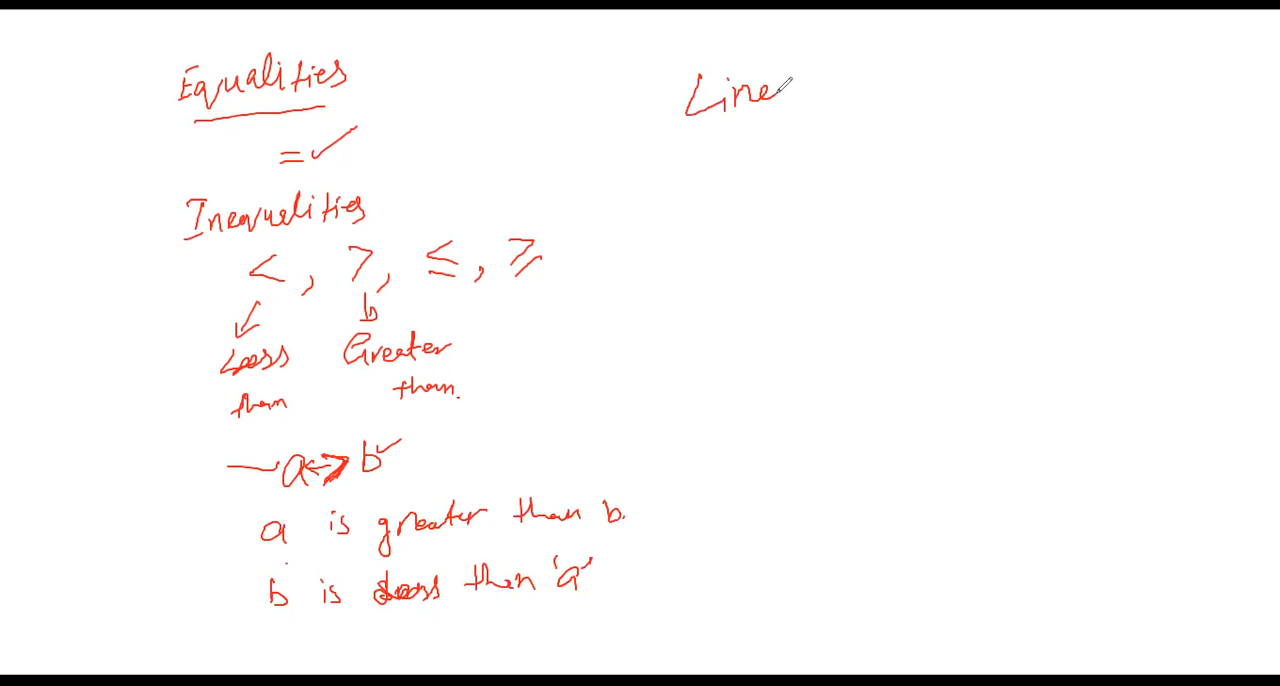 Equalities
= ✓
Inequalities
<, >, ≤, ≥
Less Greater
than than.
a > b ✓
a is greater than b.
b is less than 'a'
Line